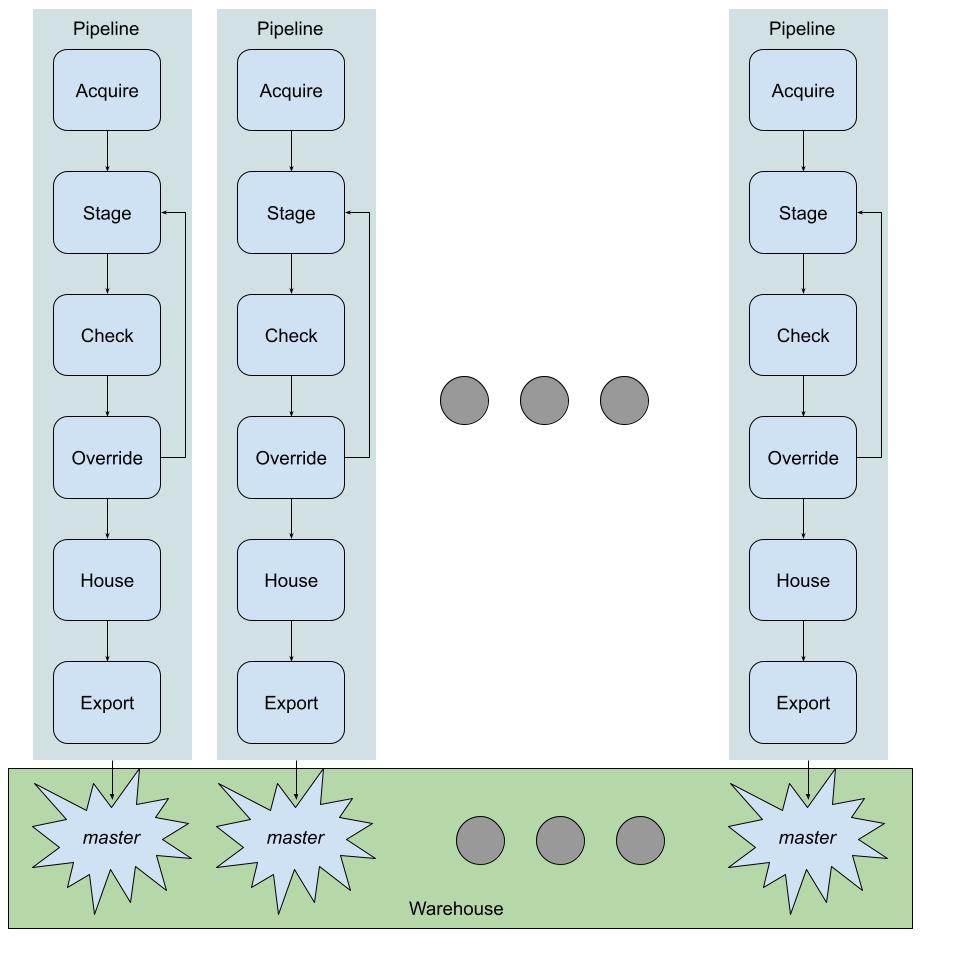 Pipeline
Acquire
Stage
Check
Override
House
Export
master
Pipeline
Acquire
Stage
Check
Override
House
Export
master
Pipeline
Acquire
Stage
Check
Override
House
Export
master
Warehouse